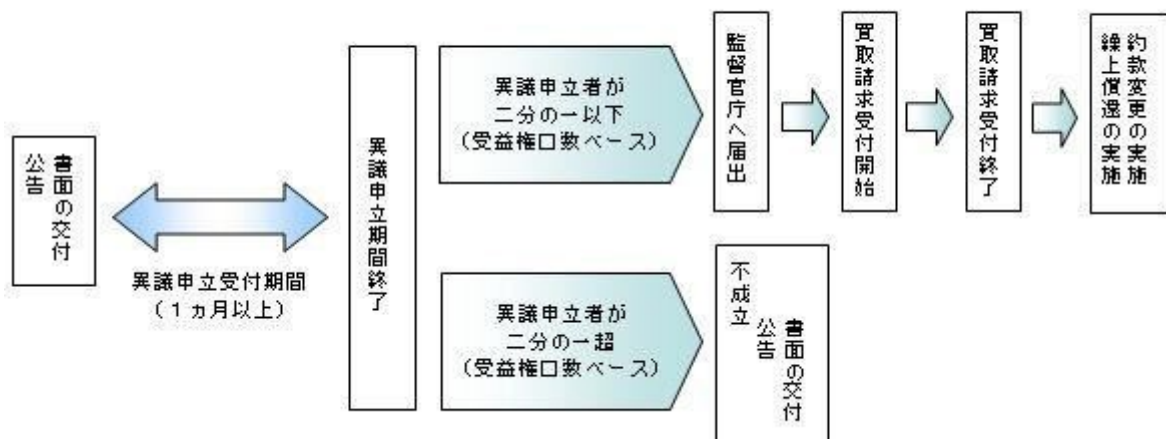 書面の交付
公告
異議申立受付期間
（１ヵ月以上）
異議申立期間終了
異議申立者が
二分の一以下
（受益権口数ベース）
監督官庁へ届出
買取請求受付開始
買取請求受付終了
約款変更の実施
繰上償還の実施
異議申立者が
二分の一超
（受益権口数ベース）
不成立
書面の交付
公告